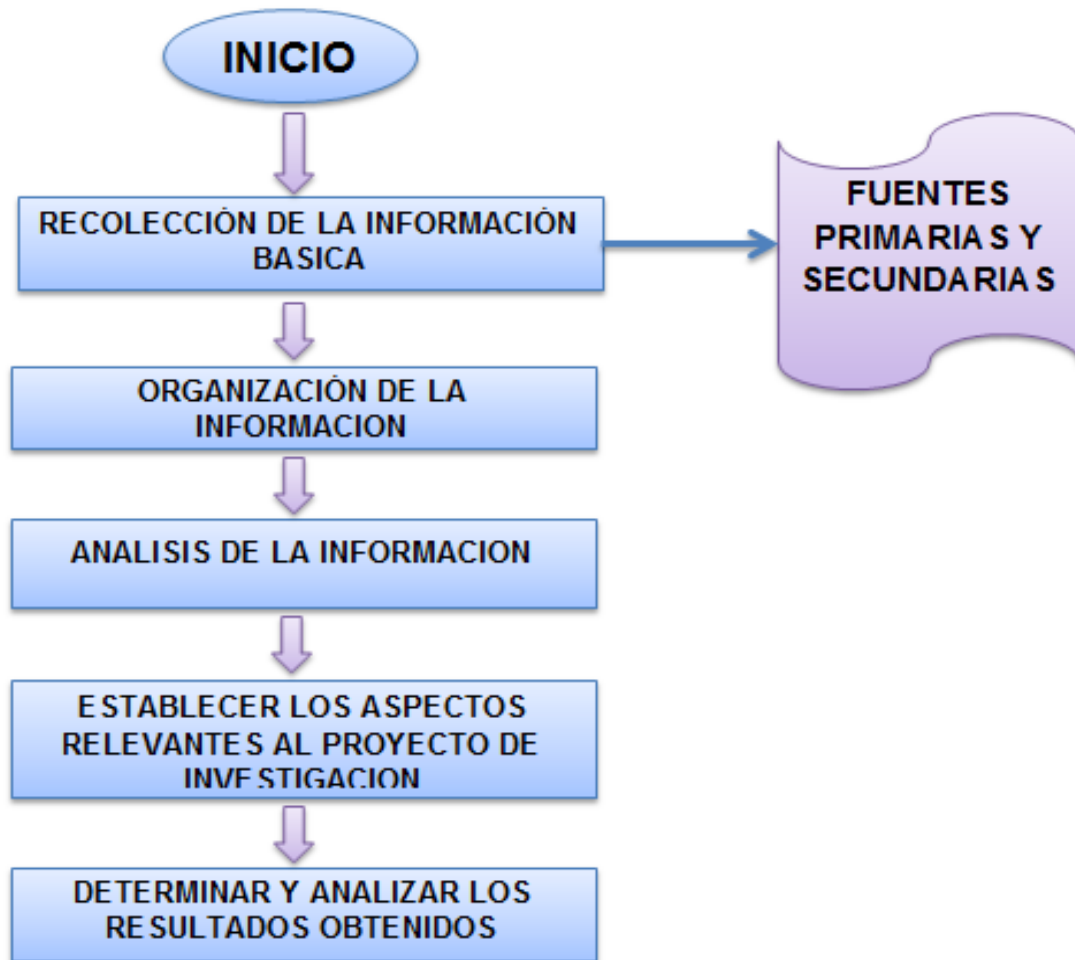 INICIO
RECOLECCIÓN DE LA INFORMACIÓN
BASICA
FUENTES
PRIMARIAS Y
SECUNDARIAS
ORGANIZACIÓN DE LA
INFORMACION
ANALISIS DE LA INFORMACION
ESTABLECER LOS ASPECTOS
RELEVANTES AL PROYECTO DE
INVESTIGACION
DETERMINAR Y ANALIZAR LOS
RESULTADOS OBTENIDOS